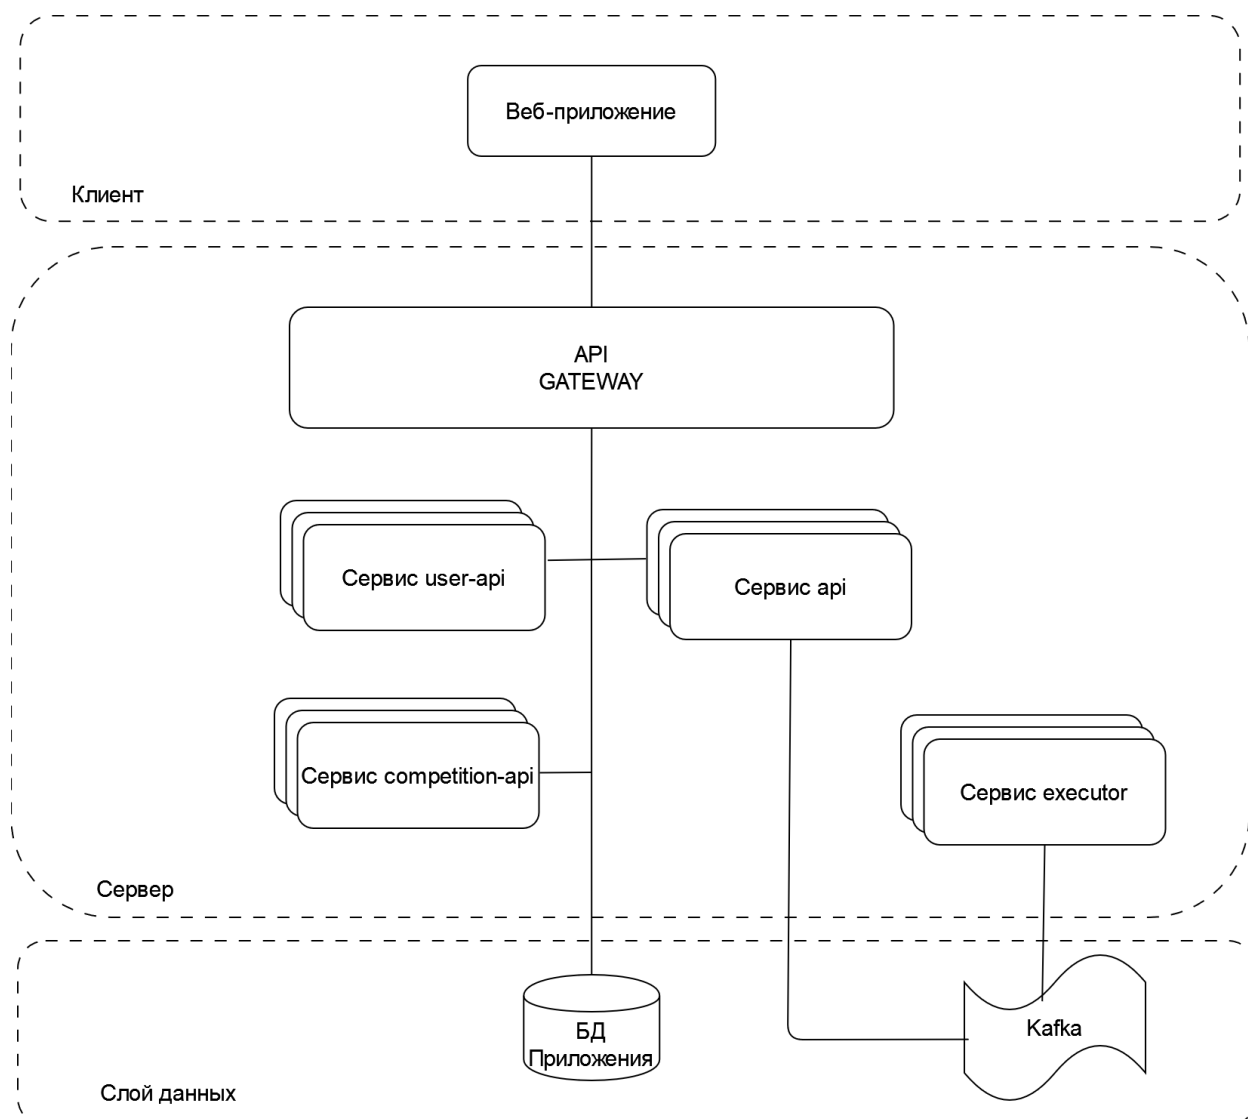 Веб-приложение
Клиент
API
GATEWAY
Сервис user-api
Сервис api
Сервис competition-api
Сервис executor
Сервер
БД
Приложения
Kafka
Слой данных